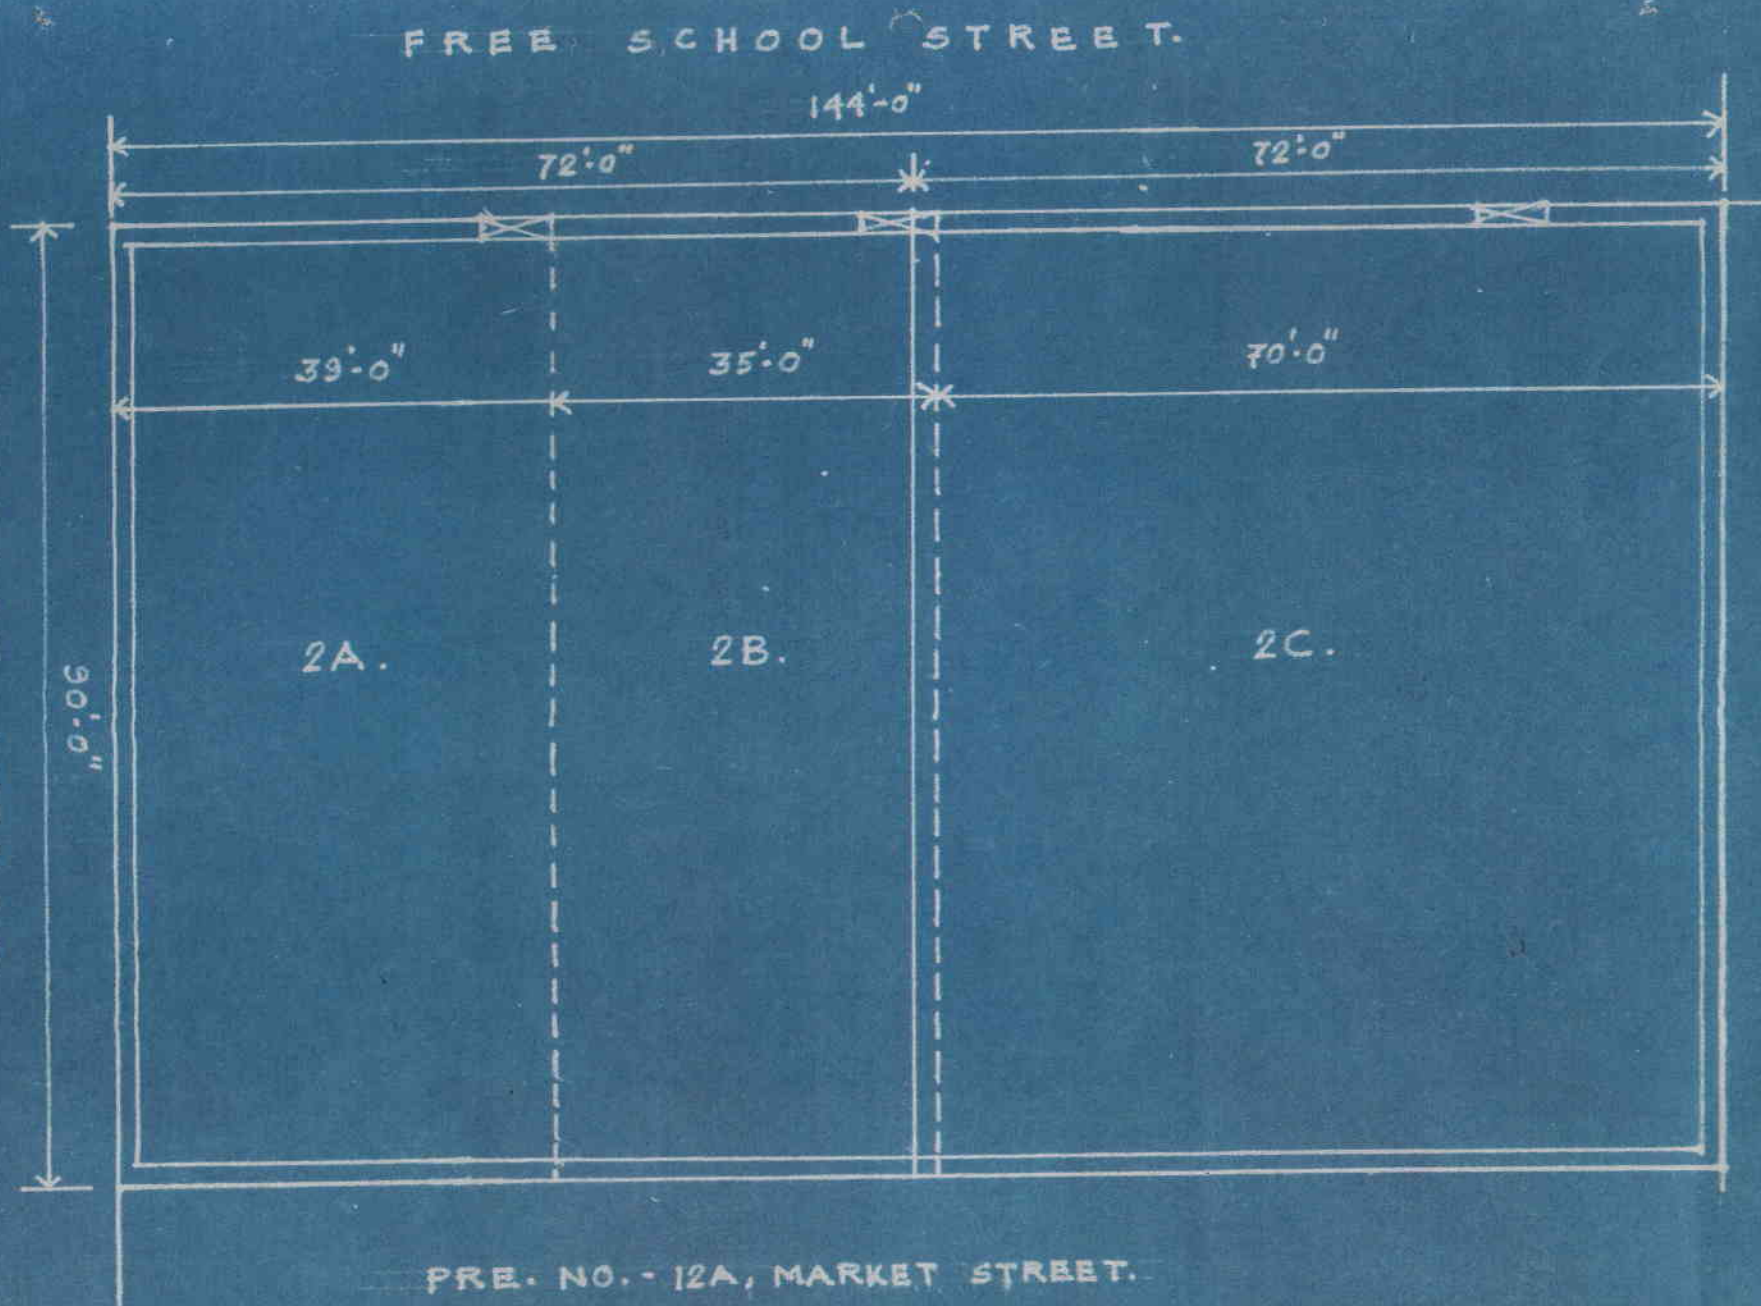 FREE SCHOOL STREET.
144'-0"
72'-0" 72'-0"
39'-0" 35'-0" 70'-0"
2A. 2B. 2C.
90'-0"
PRE. NO. - 12A, MARKET STREET.